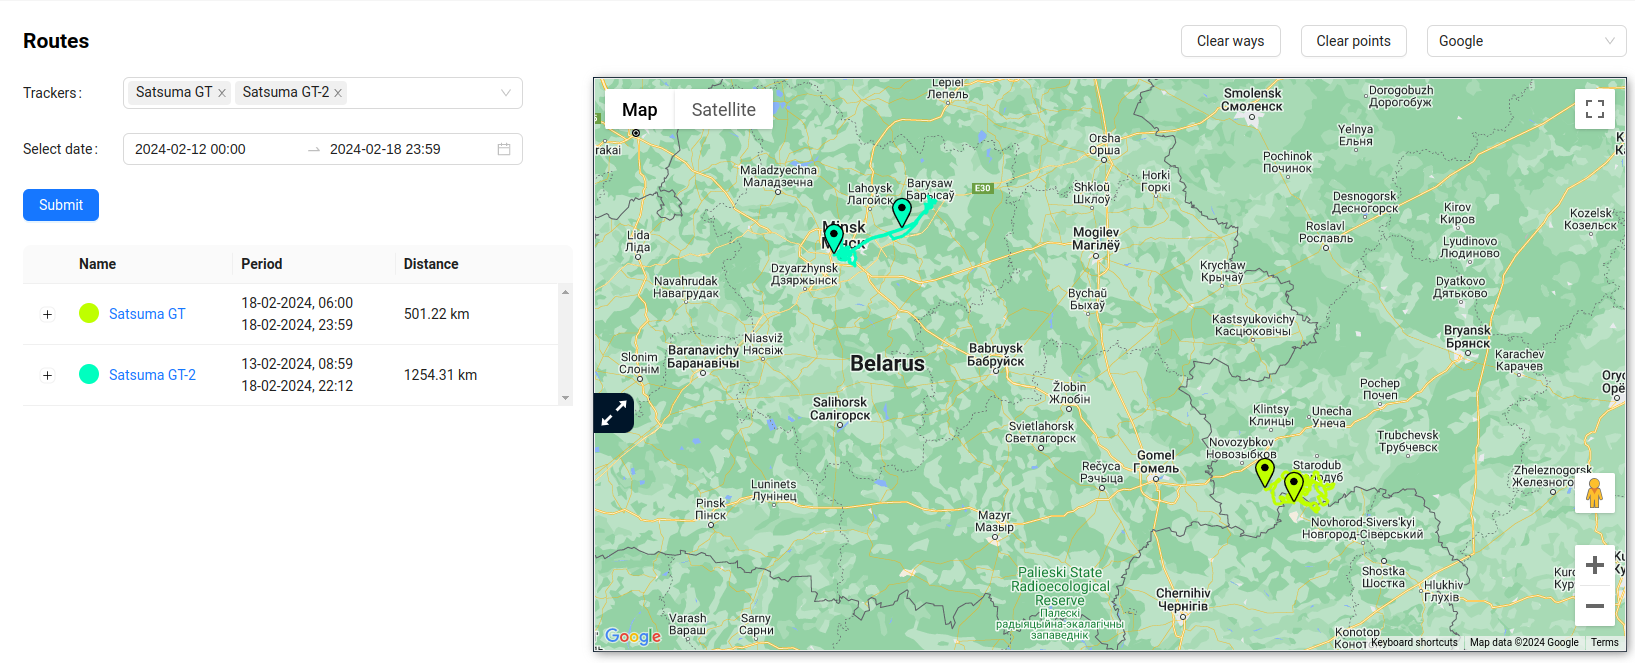 Routes
Clear ways
Clear points
Google
Trackers:
Satsuma GT
Satsuma GT-2
Select date:
2024-02-12 00:00
2024-02-18 23:59
Submit
Name
Period
Distance
Satsuma GT
18-02-2024, 06:00
18-02-2024, 23:59
501.22 km
Satsuma GT-2
13-02-2024, 08:59
18-02-2024, 22:12
1254.31 km
Map
Satellite
Lepiel
Лепель
Smolensk
Смоленск
Dorogobuzh
Дорогобуж
rakai
Orsha
Орша
Yelnya
Ельня
Pochinok
Починок
Maladzyechna
Маладзечна
Lahoysk
Лагойск
Barysaw
Барысаў
E30
Shkloŭ
Шклоў
Horki
Горкі
Desnogorsk
Десногорск
Kirov
Киров
Kozelsk
Козельск
Roslavl
Рославль
Lida
Ліда
Minsk
Мінск
Mogilev
Магілёў
Lyudinovo
Людиново
Dzyarzhynsk
Дзяржынск
Krychaw
Крычаў
Navahrudak
Навагрудак
Bychaŭ
Быхаў
Dyatkovo
Дятьково
Kastsyukovichy
Касцюковічы
Bryansk
Брянск
Niasviž
Нясвіж
Baranavichy
Баранавічы
Slonim
Слонім
Belarus
Babruysk
Бабруйск
Karachev
Карачев
Žlobin
Жлобін
Pochep
Почеп
Salihorsk
Салігорск
Klintsy
Клинцы
Unecha
Унеча
Svietlahorsk
Светлагорск
Trubchevsk
Трубчевск
Novozybkov
Новозыбков
Gomel
Гомель
Rečyca
Рэчыца
Starodub
Zheleznogorsk
Luninets
Лунінец
Pinsk
Пінск
Mazyr
Мазыр
Novhorod-Sivers'kyi
Новгород-Сіверський
Palieski State
Radioecological
Reserve
Палескі
радыяцыйна-экалагічны
запаведнік
Shostka
Шостка
Hlukhiv
Глухів
Chernihiv
Чернігів
Varash
Вараш
Sarny
Сарни
Konotop
Google
Keyboard shortcuts
Map data ©2024 Google
Terms